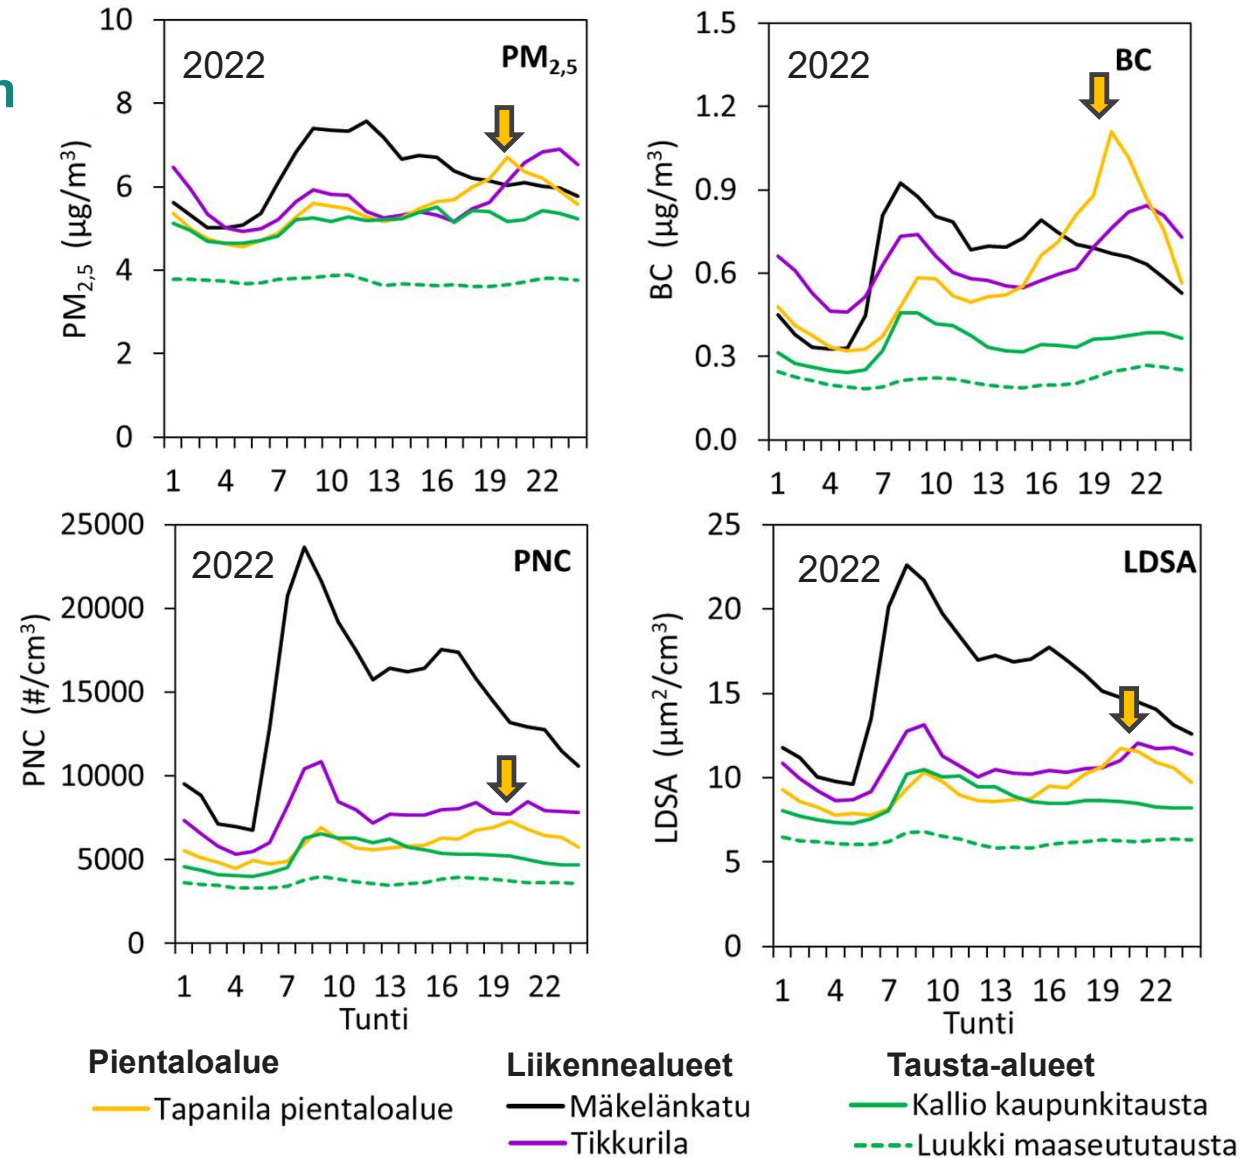 n
10
8
6
4
2
0
PM2,5 (µg/m³)
2022
PM2,5
1 4 7 10 13 16 19 22
1.5
1.2
0.9
0.6
0.3
0.0
BC (µg/m³)
2022
BC
1 4 7 10 13 16 19 22
25000
20000
15000
10000
5000
0
PNC (#/cm³)
2022
PNC
1 4 7 10 13 16 19 22
Tunti
25
20
15
10
5
0
LDSA (µm²/cm³)
2022
LDSA
1 4 7 10 13 16 19 22
Tunti
Pientaloalue
Tapanila pientaloalue
Liikennealueet
Mäkelänkatu
Tikkurila
Tausta-alueet
Kallio kaupunkitausta
Luukki maaseututausta